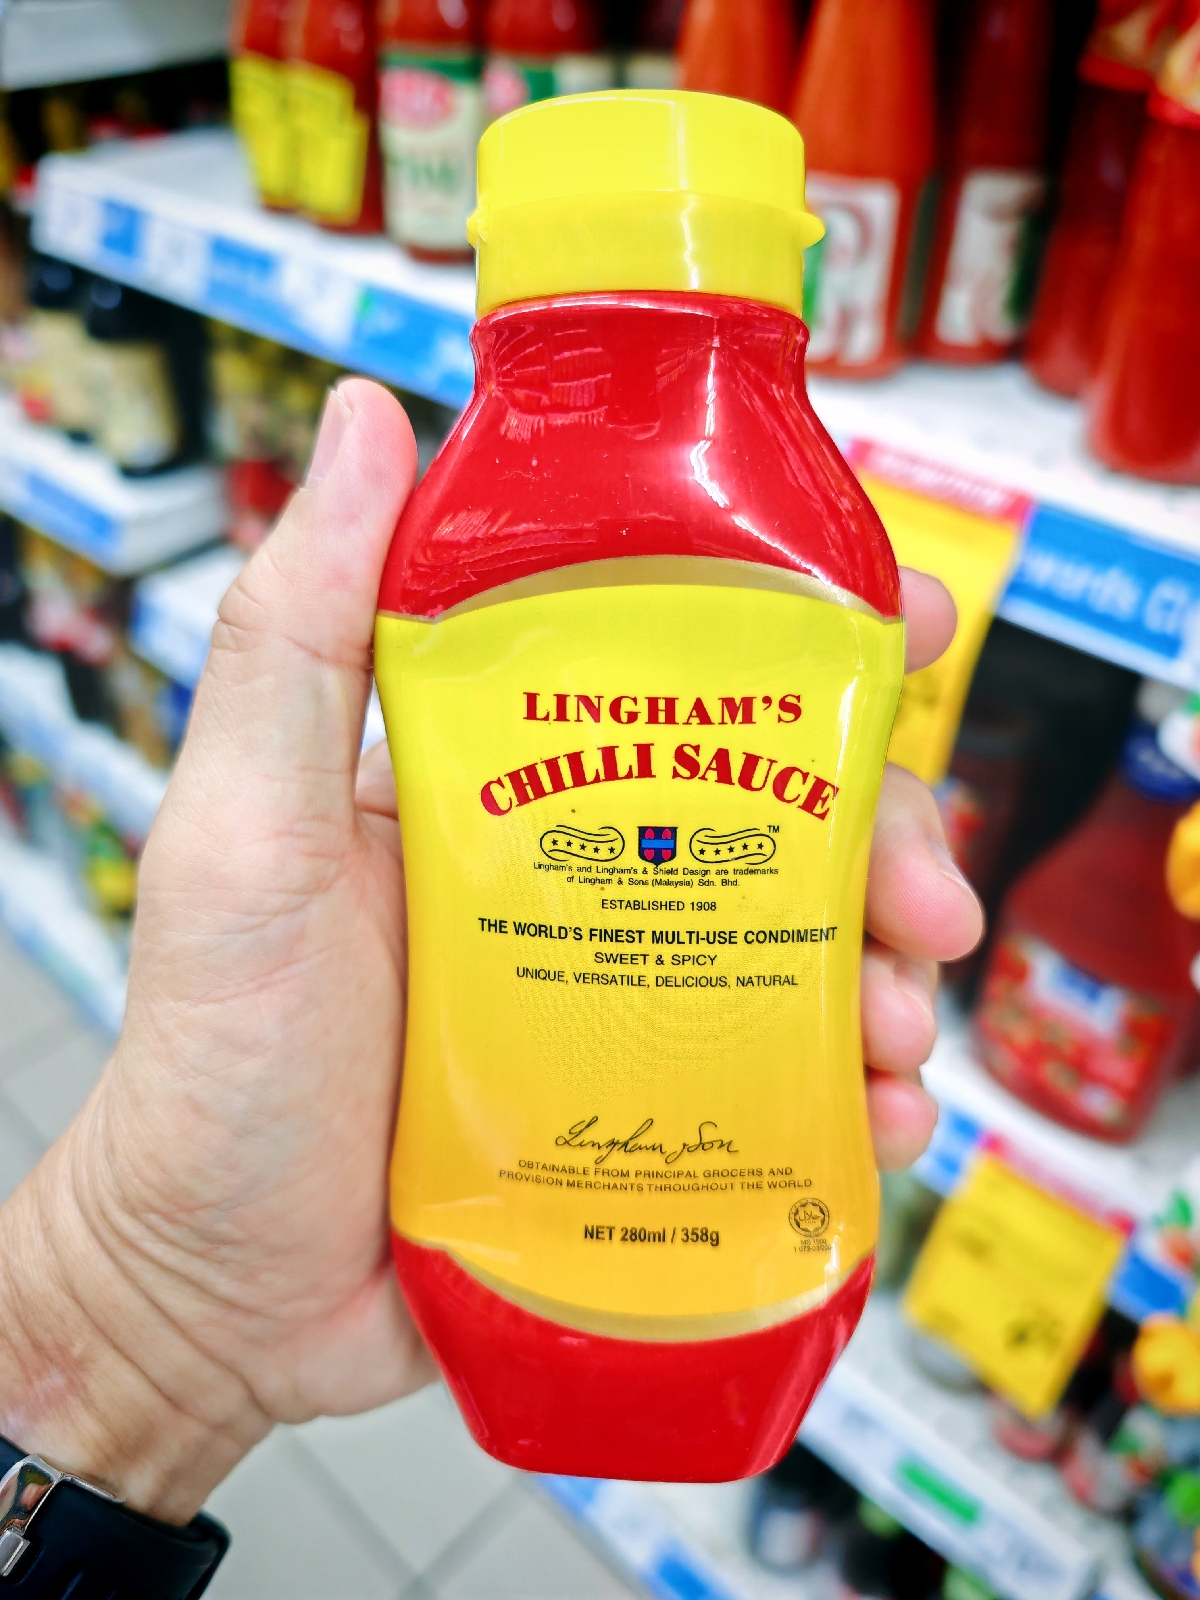 LINGHAM'S
CHILLI SAUCE
TM
Lingham's and Lingham's & Shield Design are trademarks
of Lingham & Sons (Malaysia) Sdn. Bhd.
ESTABLISHED 1908
THE WORLD'S FINEST MULTI-USE CONDIMENT
SWEET & SPICY
UNIQUE, VERSATILE, DELICIOUS, NATURAL
Lingham & Son
OBTAINABLE FROM PRINCIPAL GROCERS AND
PROVISION MERCHANTS THROUGHOUT THE WORLD
NET 280ml / 358g
MS 1500